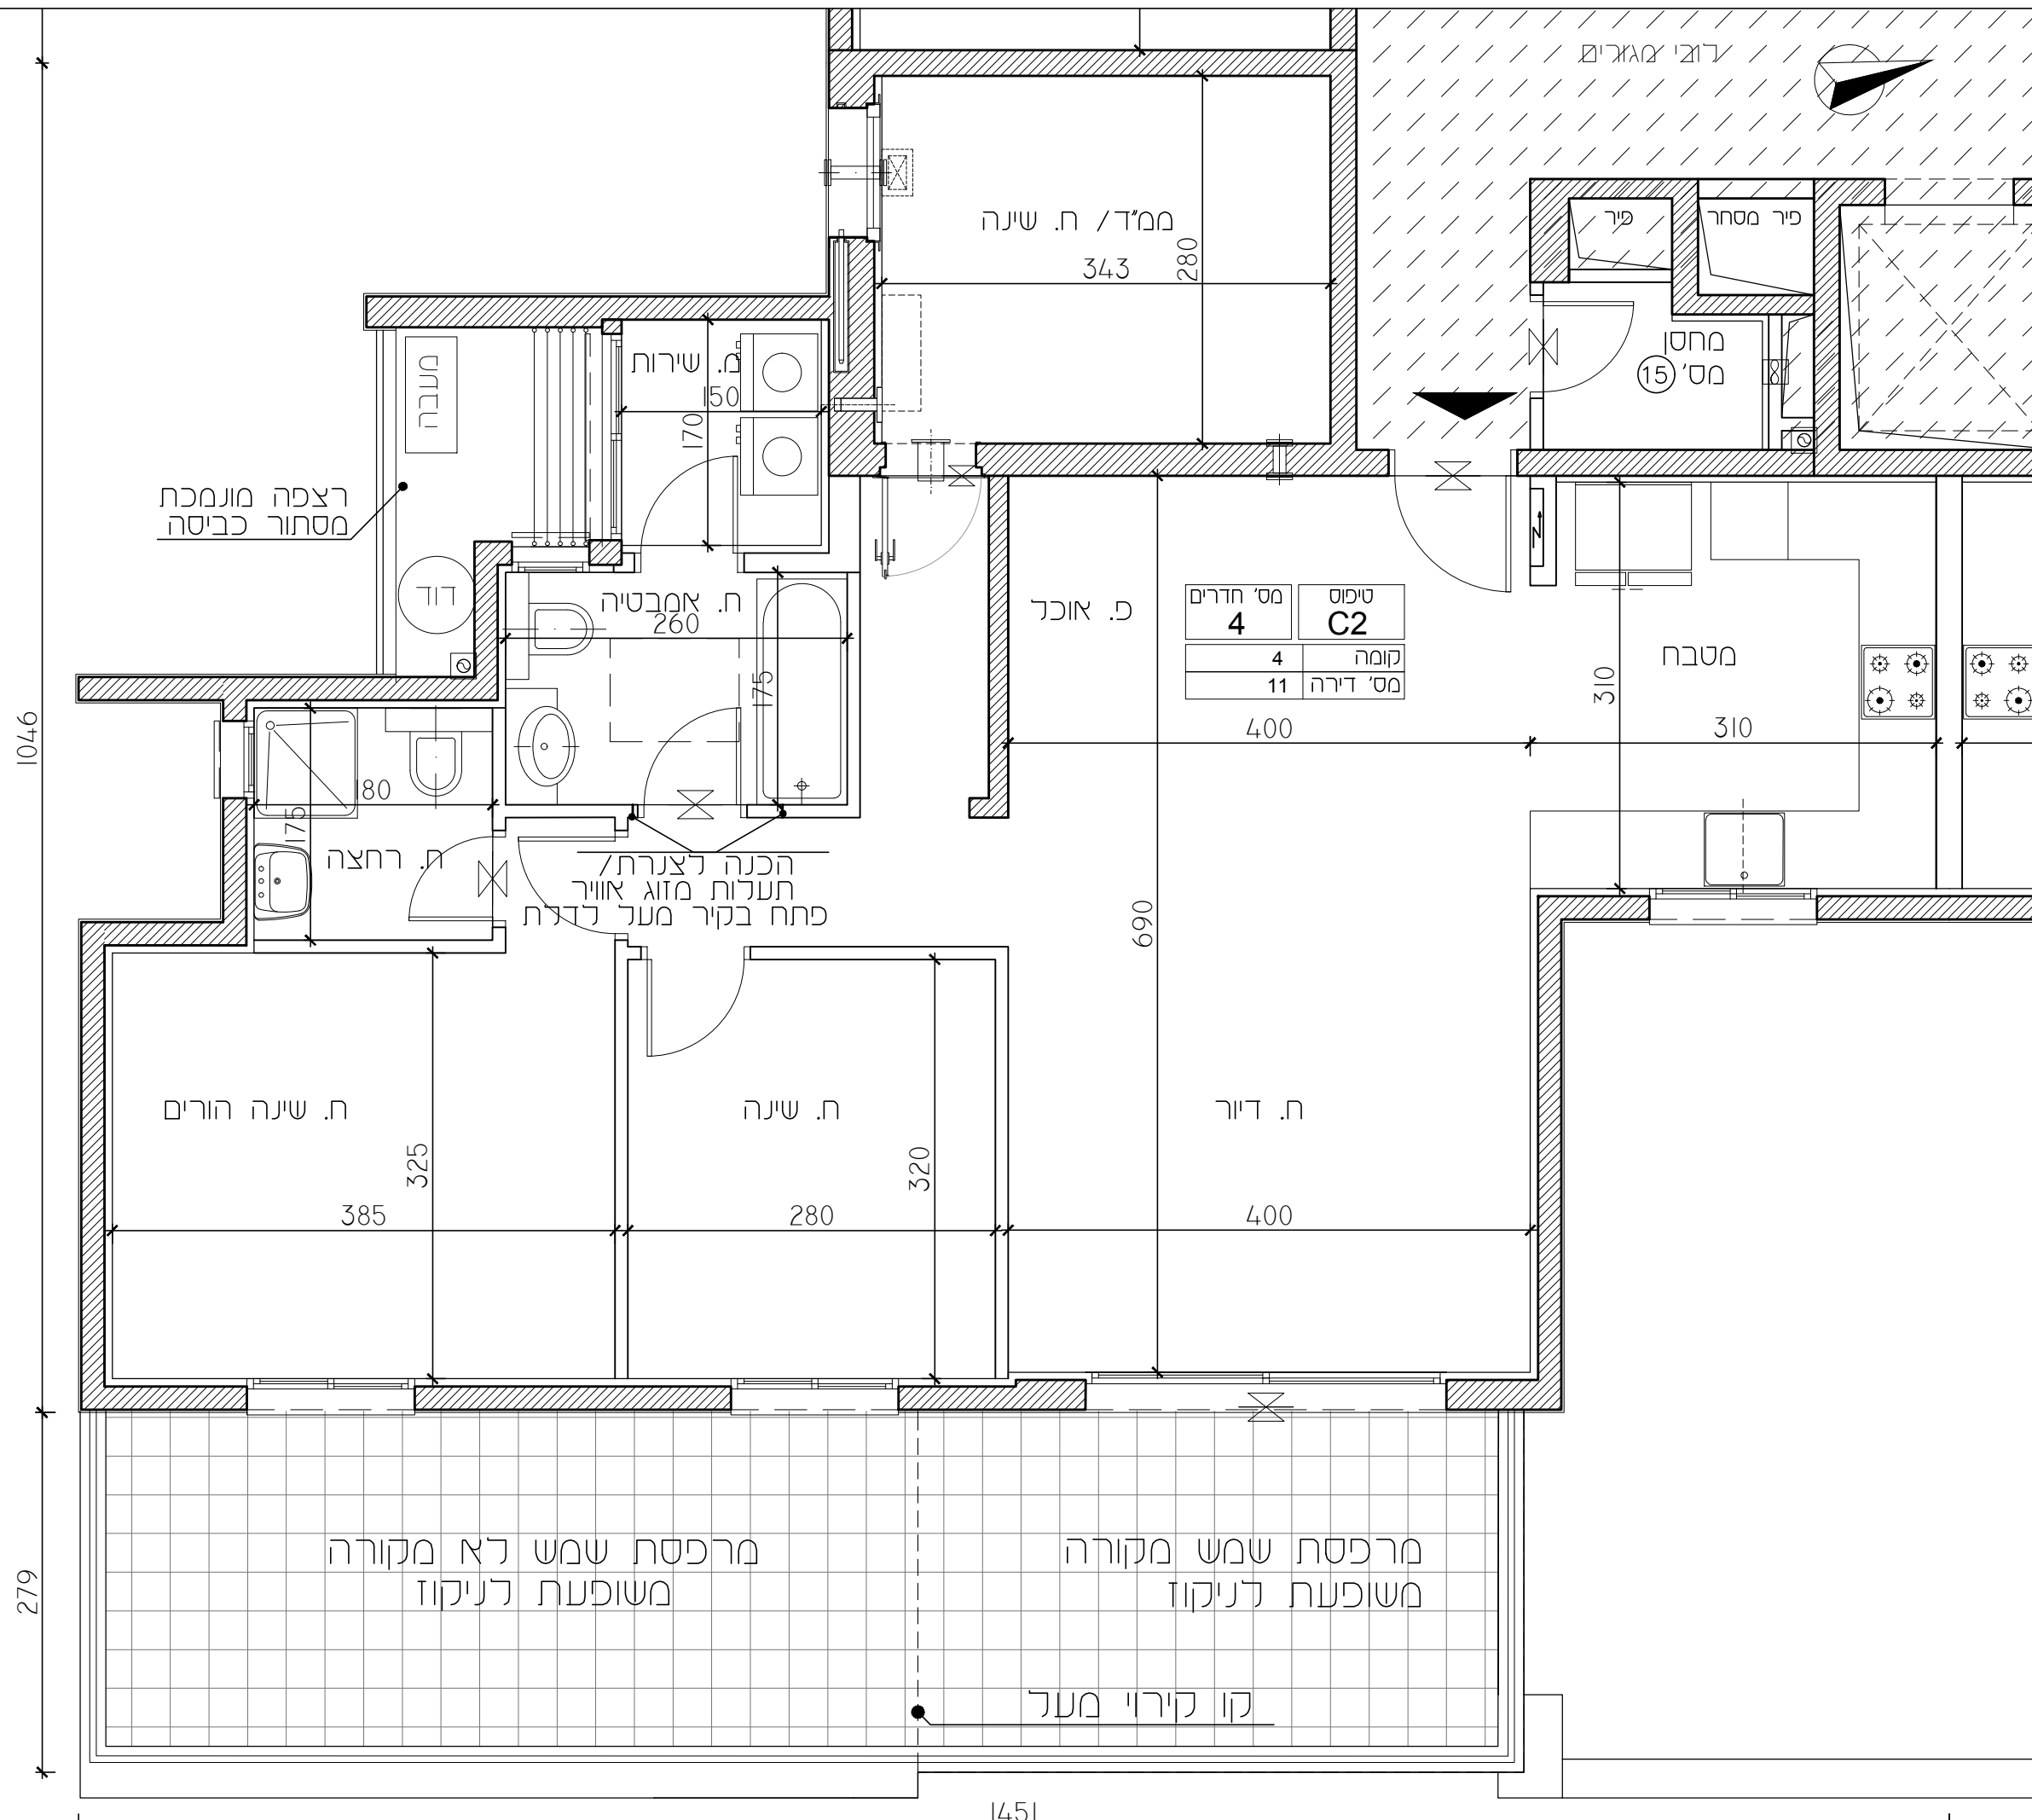 לובי מגורים
ממ"ד/ ח. שינה
343
280
פיר
פיר מסחר
מחסן
מס' 15
מ. שירות
150
170
מעבה
רצפה מונמכת
מסתור כביסה
דוד
ח. אמבטיה
260
175
פ. אוכל
מס' חדרים
4
טיפוס
C2
קומה
4
מס' דירה
11
מטבח
310
310
400
1046
180
175
ח. רחצה
הכנה לצנרת/
תעלות מזוג אוויר
פתח בקיר מעל לדלת
690
ח. שינה הורים
ח. שינה
ח. דיור
325
320
385
280
400
מרפסת שמש לא מקורה
משופעת לניקוז
מרפסת שמש מקורה
משופעת לניקוז
279
קו קירוי מעל
1451